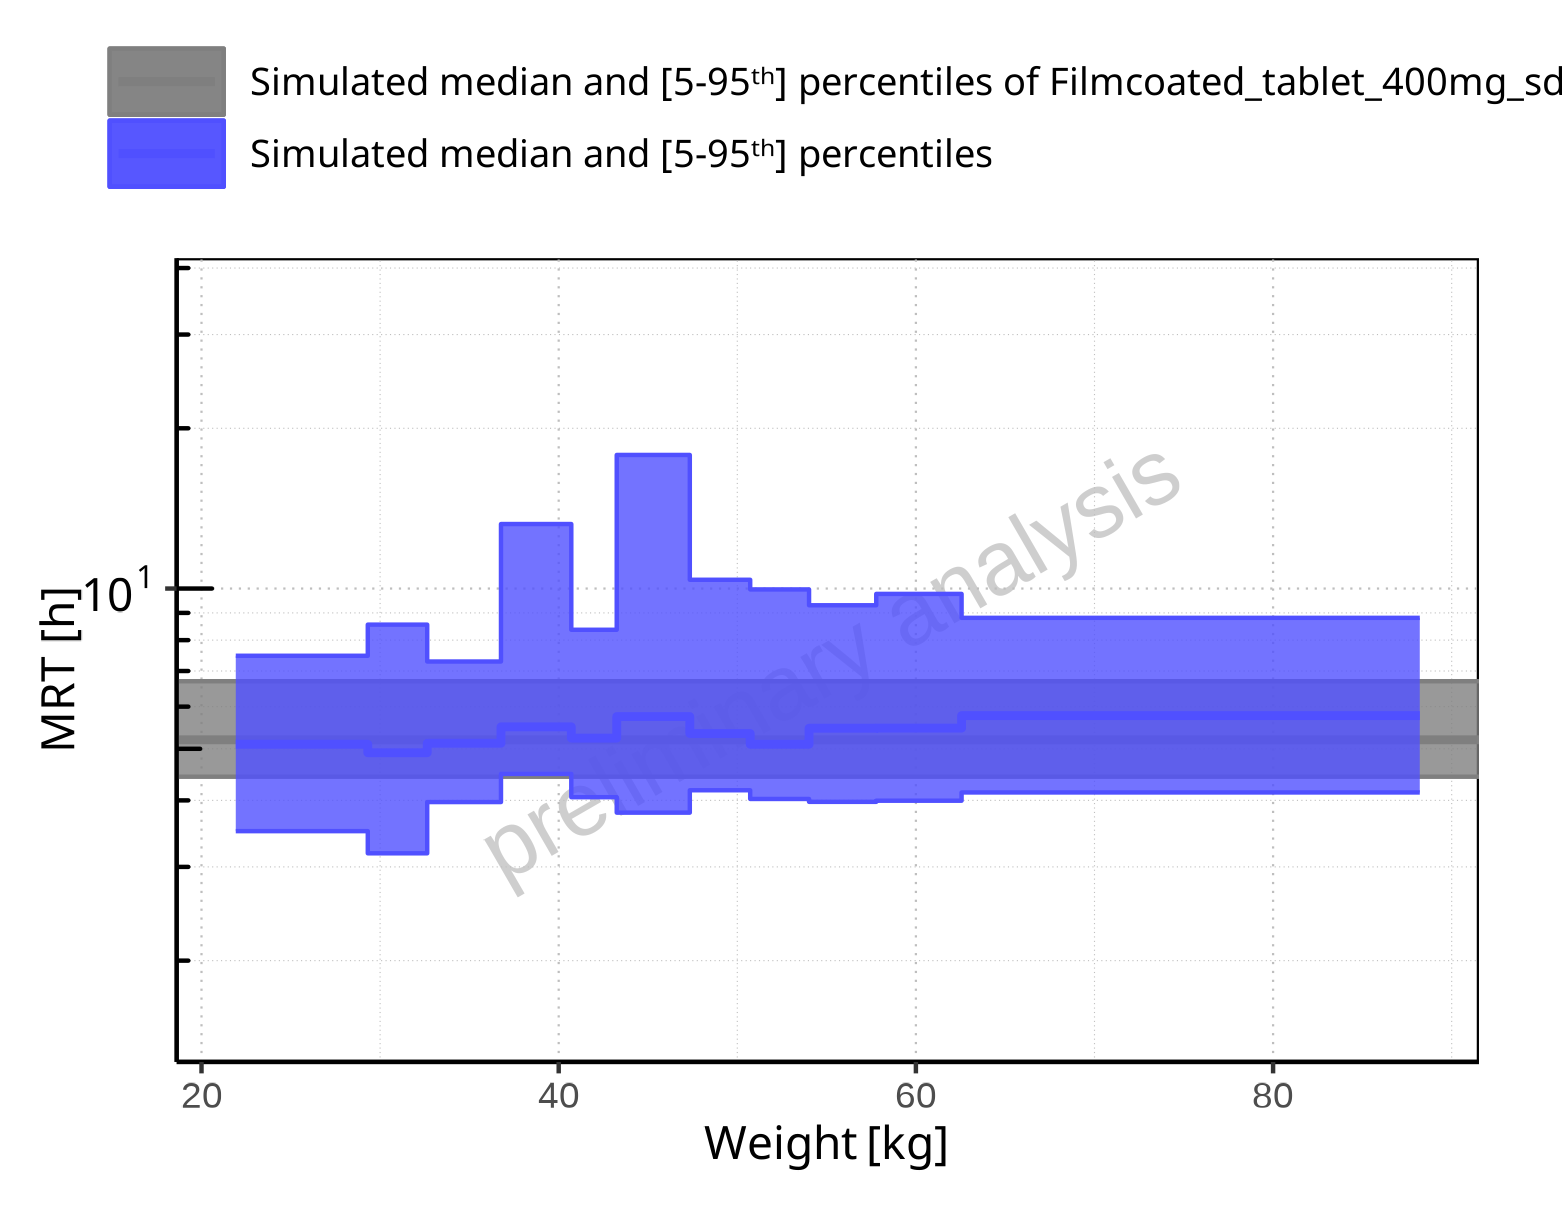 Simulated median and [5-95ᵗʰ] percentiles of Filmcoated_tablet_400mg_sd
Simulated median and [5-95ᵗʰ] percentiles
preliminary analysis
10¹
MRT [h]
20 40 60 80
Weight [kg]